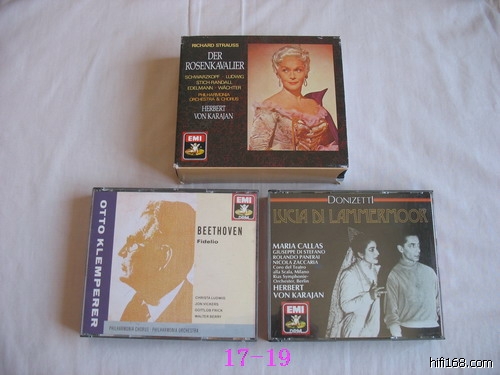 RICHARD STRAUSS
DER
ROSENKAVALIER
SCHWARZKOPF · LUDWIG
STICH-RANDALL
EDELMANN · WÄCHTER
PHILHARMONIA
ORCHESTRA & CHORUS
HERBERT
VON KARAJAN
EMI
OTTO KLEMPERER
EMI
BEETHOVEN
Fidelio
CHRISTA LUDWIG
JON VICKERS
GOTTLOB FRICK
WALTER BERRY
PHILHARMONIA CHORUS · PHILHARMONIA ORCHESTRA
DONIZETTI
LUCIA DI LAMMERMOOR
MARIA CALLAS
GIUSEPPE DI STEFANO
ROLANDO PANERAI
NICOLA ZACCARIA
Coro del Teatro
alla Scala, Milano
Rias Symphonie-
Orchester, Berlin
HERBERT
VON KARAJAN
EMI
17-19
hifi168.com